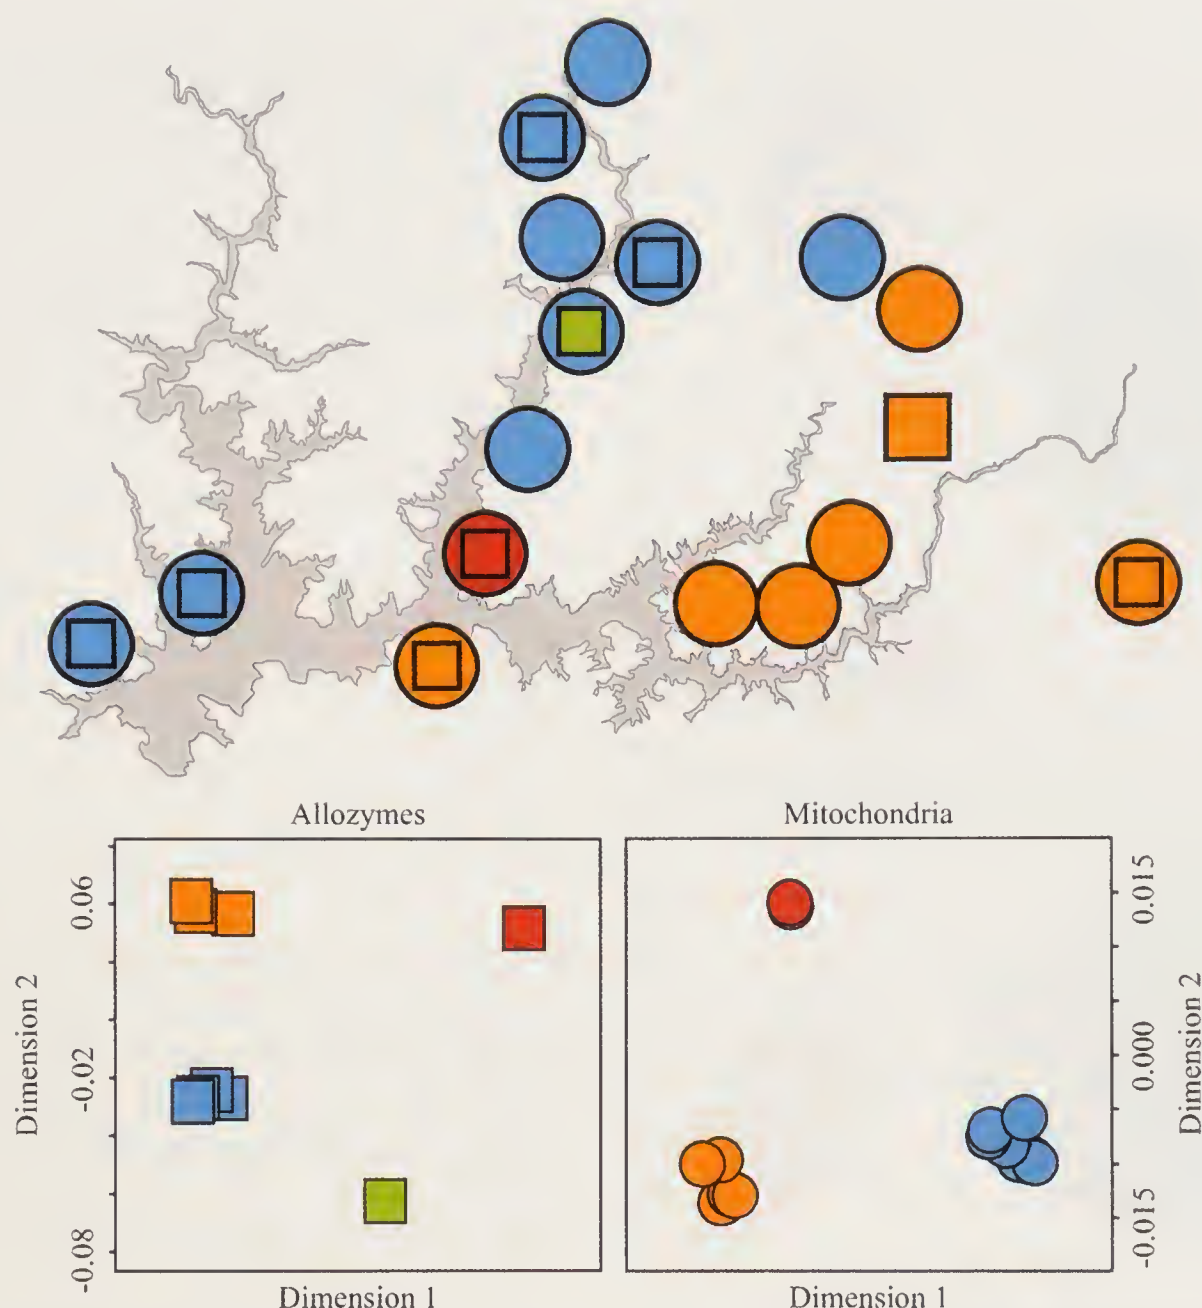 Allozymes
Mitochondria
0.06
-0.02
-0.08
Dimension 2
Dimension 1
0.015
0.000
-0.015
Dimension 2
Dimension 1